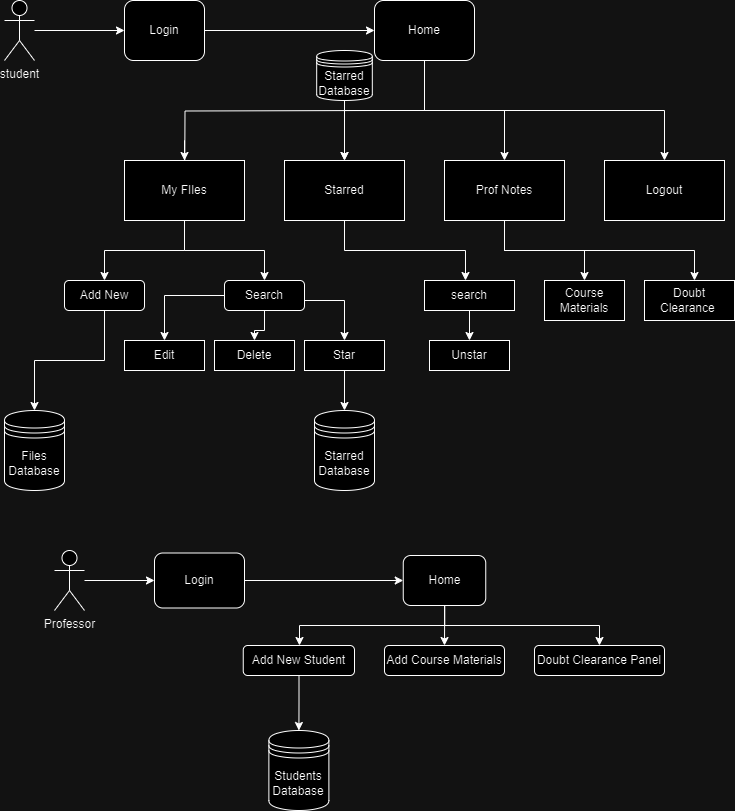 Login
Home
student
Starred
Database
My FIles
Starred
Prof Notes
Logout
Add New
Search
search
Course
Materials
Doubt
Clearance
Edit
Delete
Star
Unstar
Files
Database
Starred
Database
Login
Home
Professor
Add New Student
Add Course Materials
Doubt Clearance Panel
Students
Database